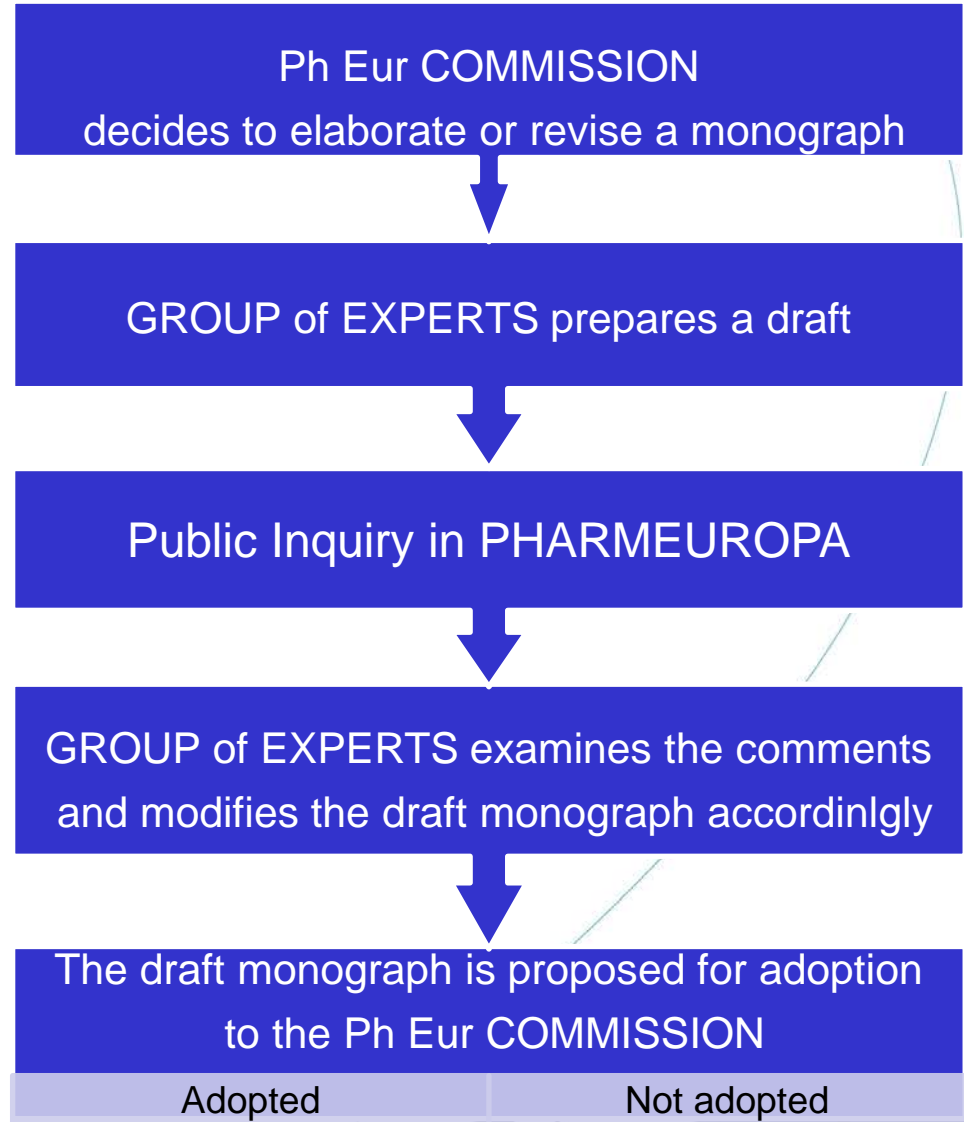 Ph Eur COMMISSION
decides to elaborate or revise a monograph
GROUP of EXPERTS prepares a draft
Public Inquiry in PHARMEUROPA
GROUP of EXPERTS examines the comments
and modifies the draft monograph accordinlgly
The draft monograph is proposed for adoption
to the Ph Eur COMMISSION
Adopted
Not adopted